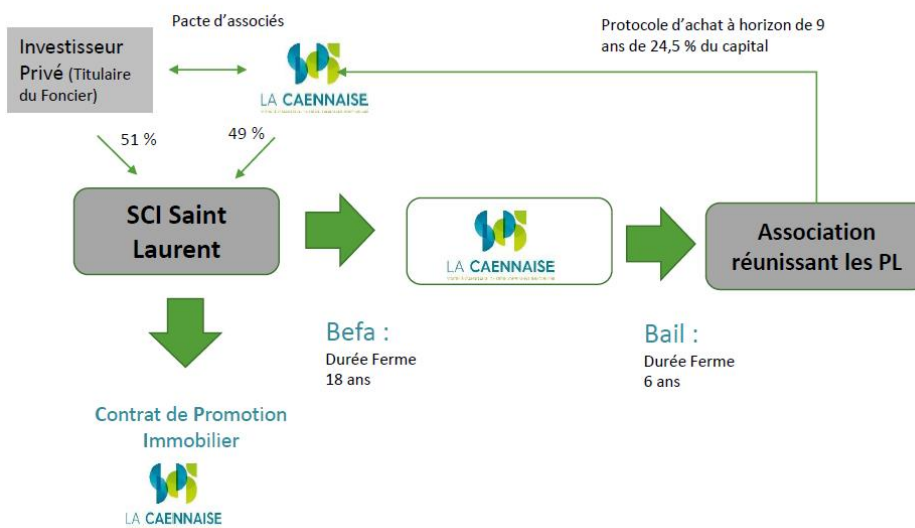 Pacte d'associés
Protocole d'achat à horizon de 9
ans de 24,5 % du capital
Investisseur
Privé (Titulaire
du Foncier)
LA CAENNAISE
51 %
49 %
SCI Saint
Laurent
LA CAENNAISE
Association
réunissant les PL
Befa :
Durée Ferme
18 ans
Bail :
Durée Ferme
6 ans
Contrat de Promotion
Immobilier
LA CAENNAISE